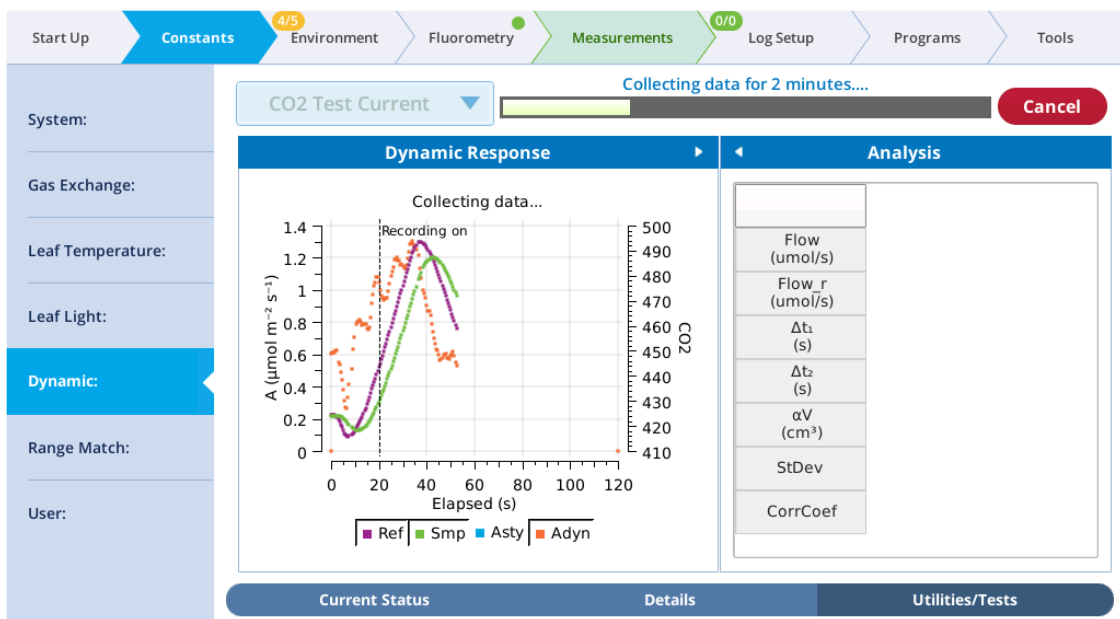 Start Up
Constants
4/5
Environment
Fluorometry
Measurements
0/0
Log Setup
Programs
Tools
System:
Gas Exchange:
Leaf Temperature:
Leaf Light:
Dynamic:
Range Match:
User:
CO2 Test Current
Collecting data for 2 minutes....
Cancel
Dynamic Response
Collecting data...
Recording on
A (μmol m⁻² s⁻¹)
1.4
1.2
1
0.8
0.6
0.4
0.2
0
500
490
480
470
460
450
440
430
420
410
CO2
0 20 40 60 80 100 120
Elapsed (s)
Ref Smp Asty Adyn
Analysis
Flow
(umol/s)
Flow_r
(umol/s)
Δt₁
(s)
Δt₂
(s)
αV
(cm³)
StDev
CorrCoef
Current Status
Details
Utilities/Tests